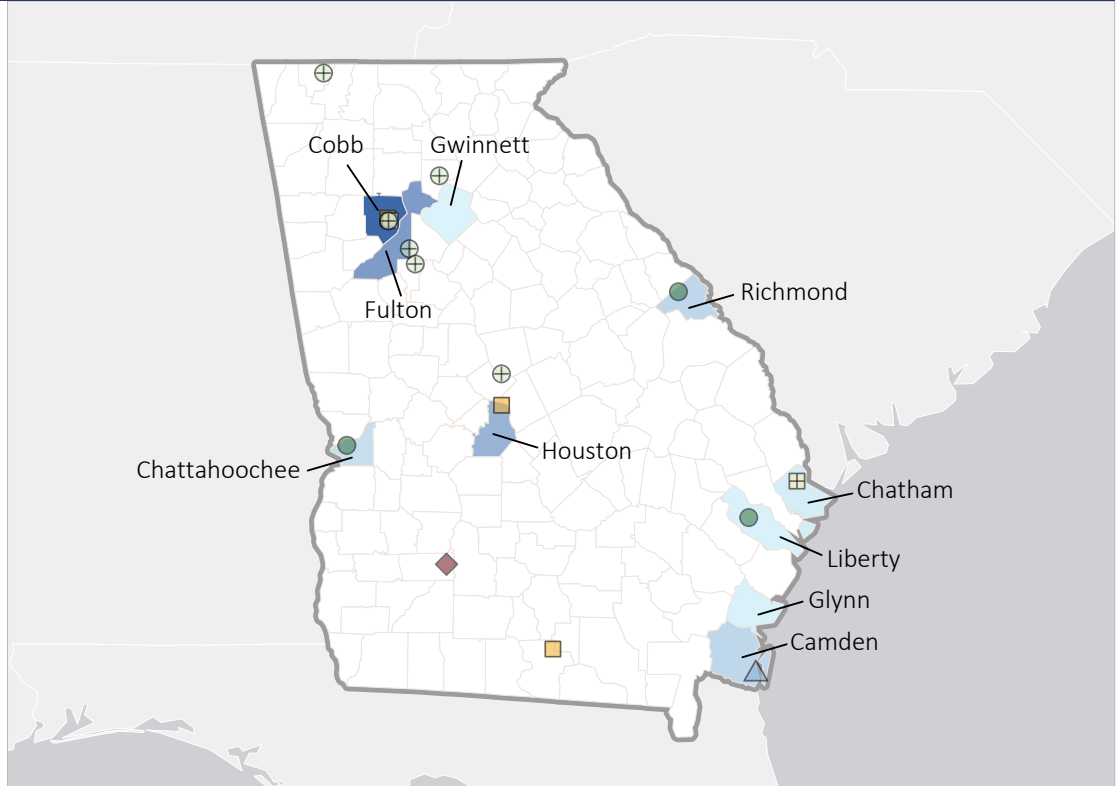 Cobb
Gwinnett
Fulton
Richmond
Houston
Chattahoochee
Chatham
Liberty
Glynn
Camden